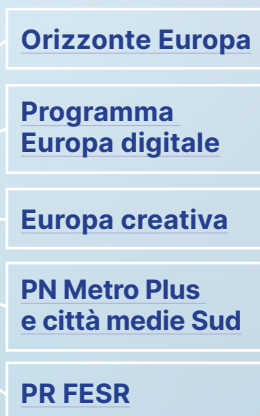 Orizzonte Europa
Programma
Europa digitale
Europa creativa
PN Metro Plus
e città medie Sud
PR FESR